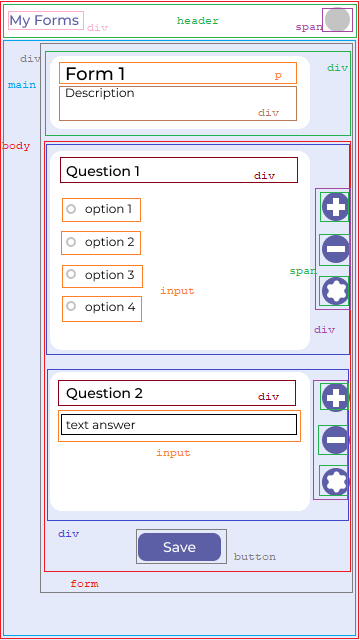 My Forms
div
header
span
div
div
Form 1
p
main
Description
div
body
Question 1
div
option 1
option 2
option 3
span
input
option 4
div
Question 2
div
text answer
input
div
Save
button
form